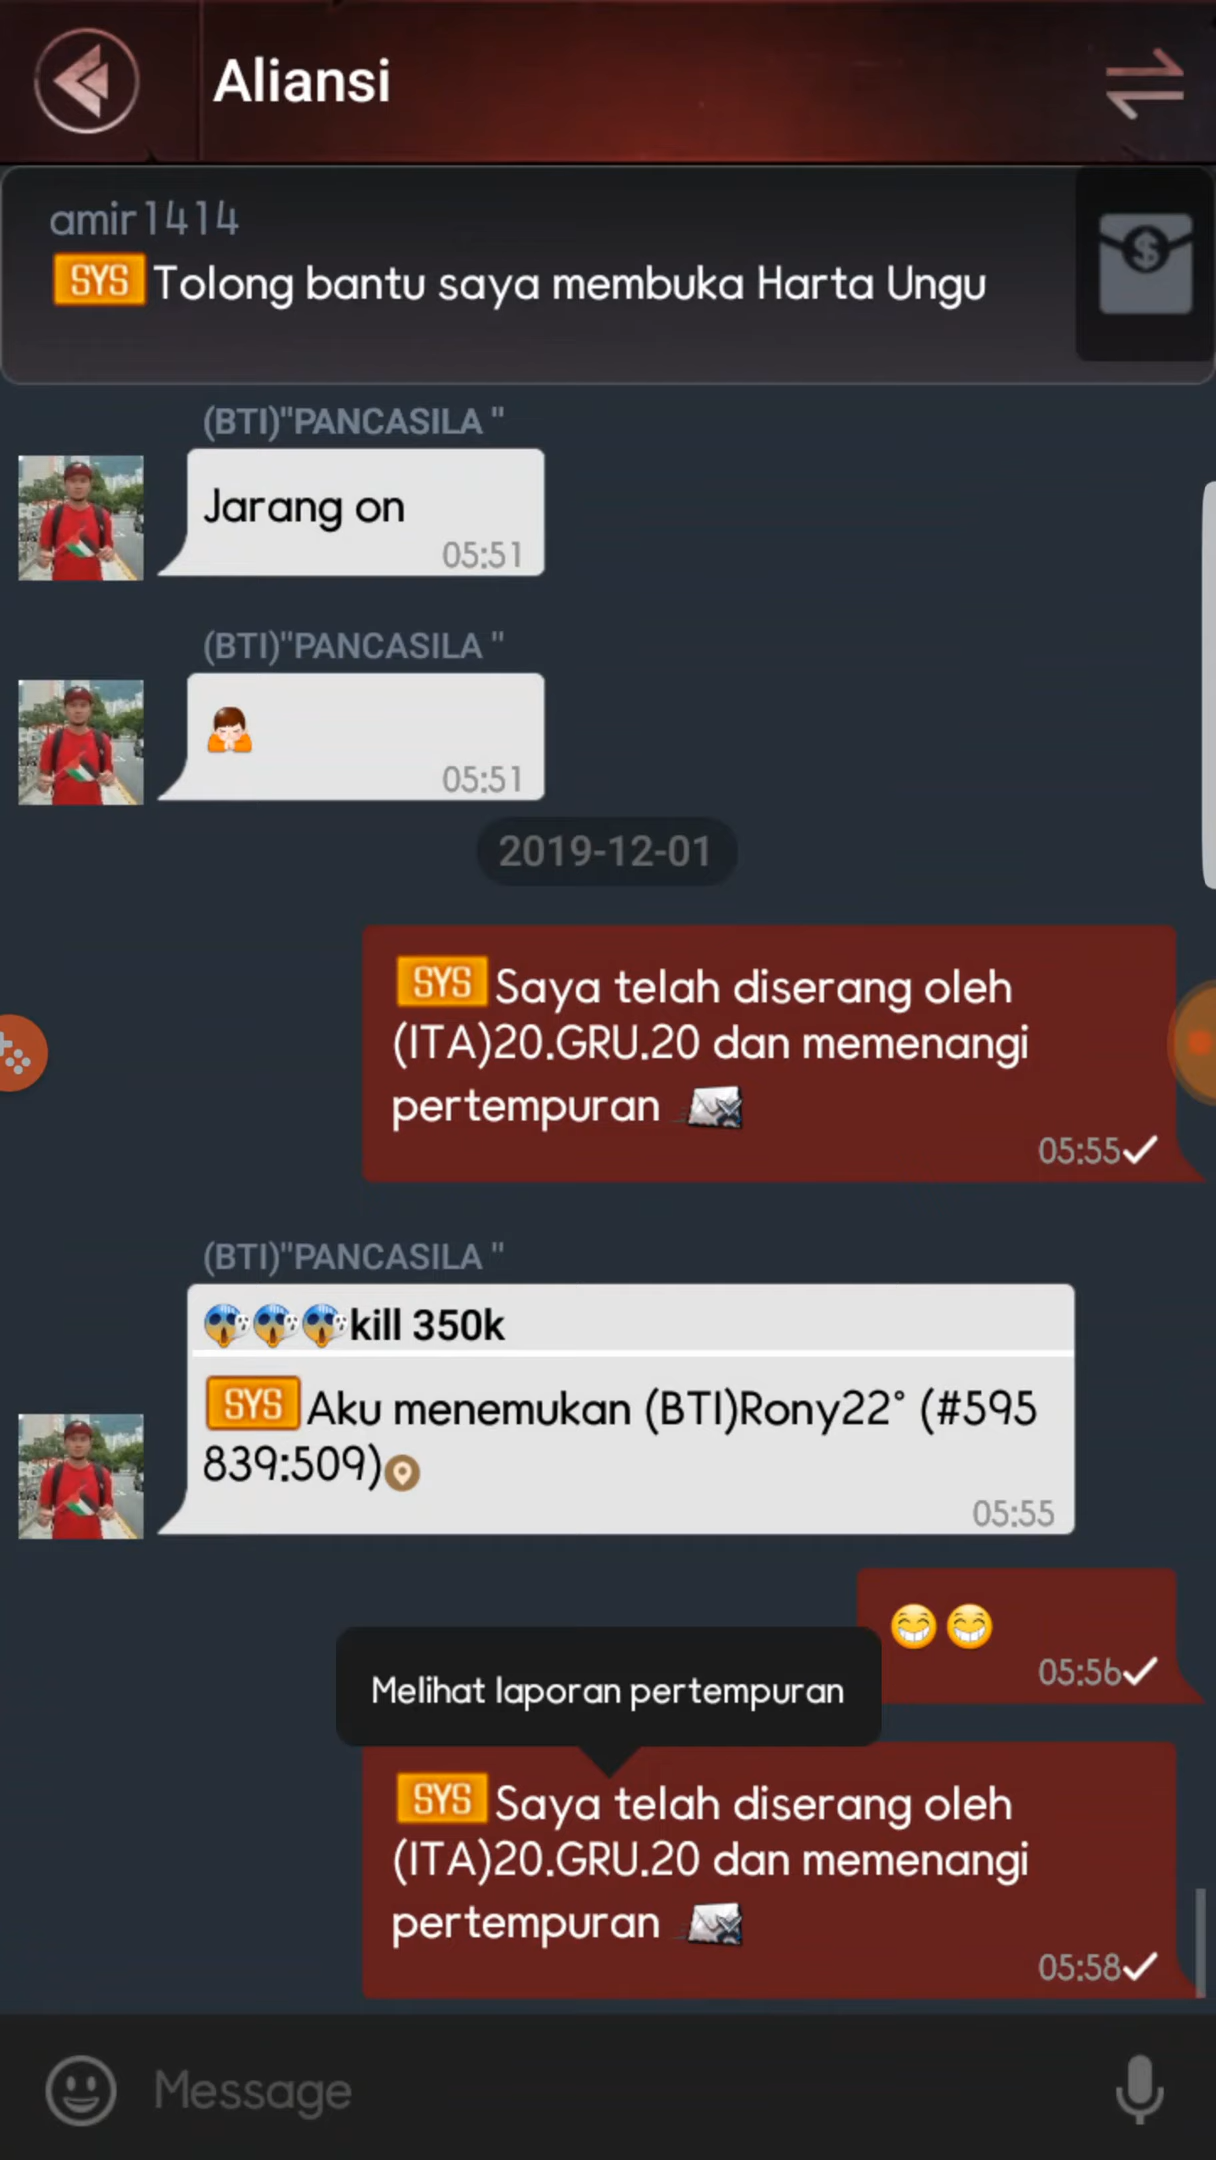 Aliansi
amir1414
SYS Tolong bantu saya membuka Harta Ungu
(BTI)"PANCASILA "
Jarang on
05:51
(BTI)"PANCASILA "
05:51
2019-12-01
SYS Saya telah diserang oleh
(ITA)20.GRU.20 dan memenangi
pertempuran
05:55
(BTI)"PANCASILA "
kill 350k
SYS Aku menemukan (BTI)Rony22° (#595
839:509)
05:55
05:56
Melihat laporan pertempuran
SYS Saya telah diserang oleh
(ITA)20.GRU.20 dan memenangi
pertempuran
05:58
Message